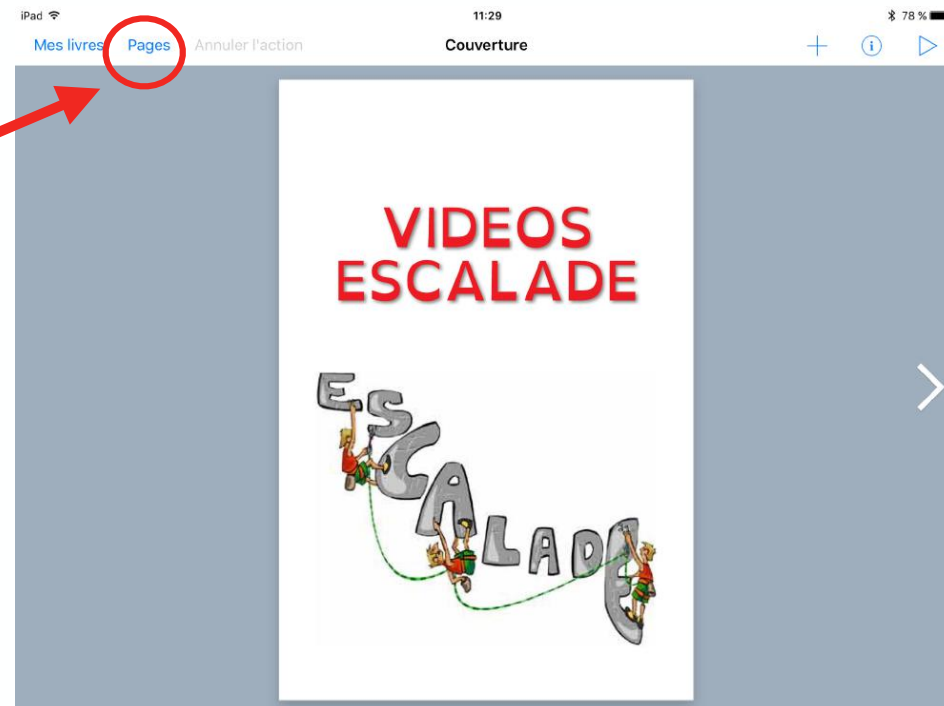 iPad 11:29 78 %
Mes livres Pages Annuler l'action Couverture
VIDEOS
ESCALADE
ESCALADE